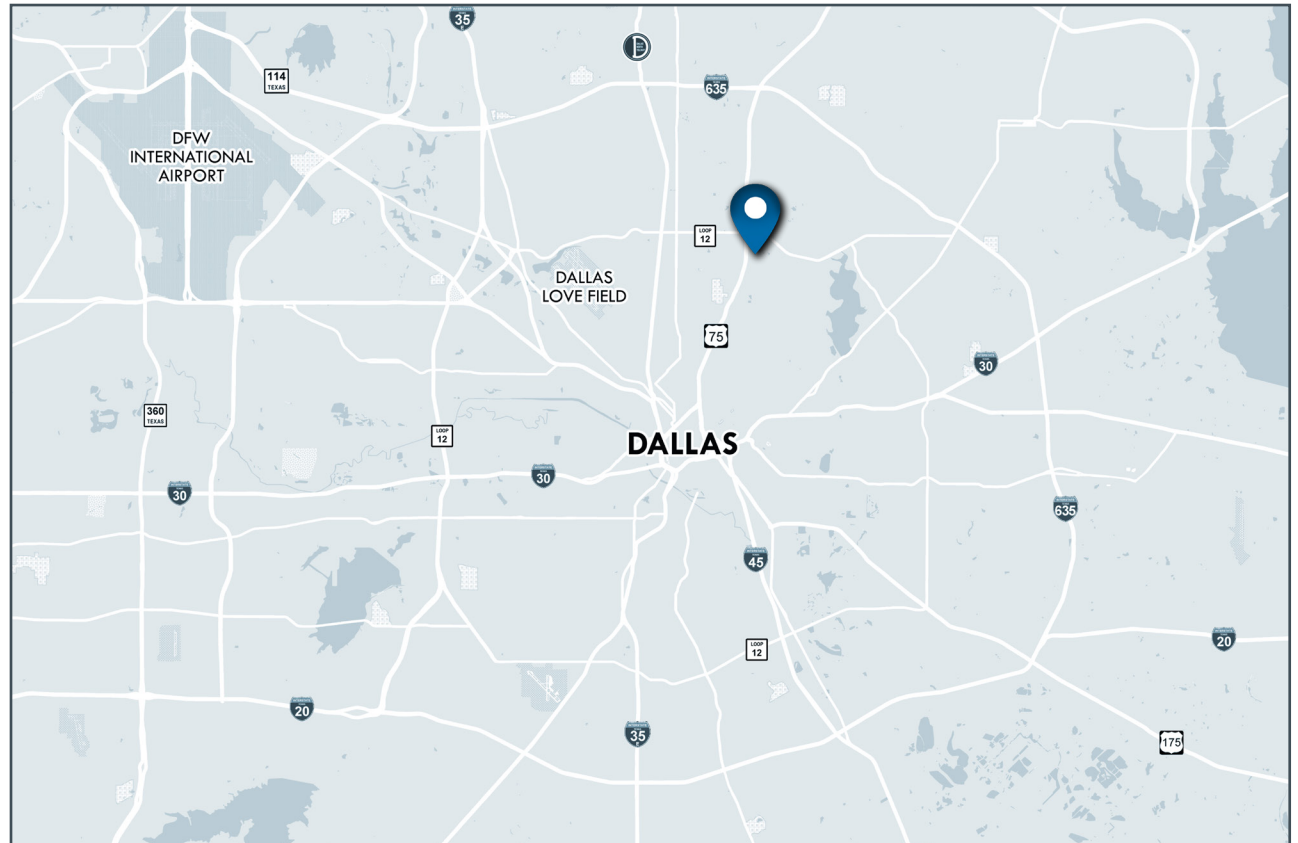 35
114
TEXAS
635
DFW
INTERNATIONAL
AIRPORT
LOOP
12
DALLAS
LOVE FIELD
75
30
360
TEXAS
LOOP
12
DALLAS
30
30
635
45
LOOP
12
20
20
35
175